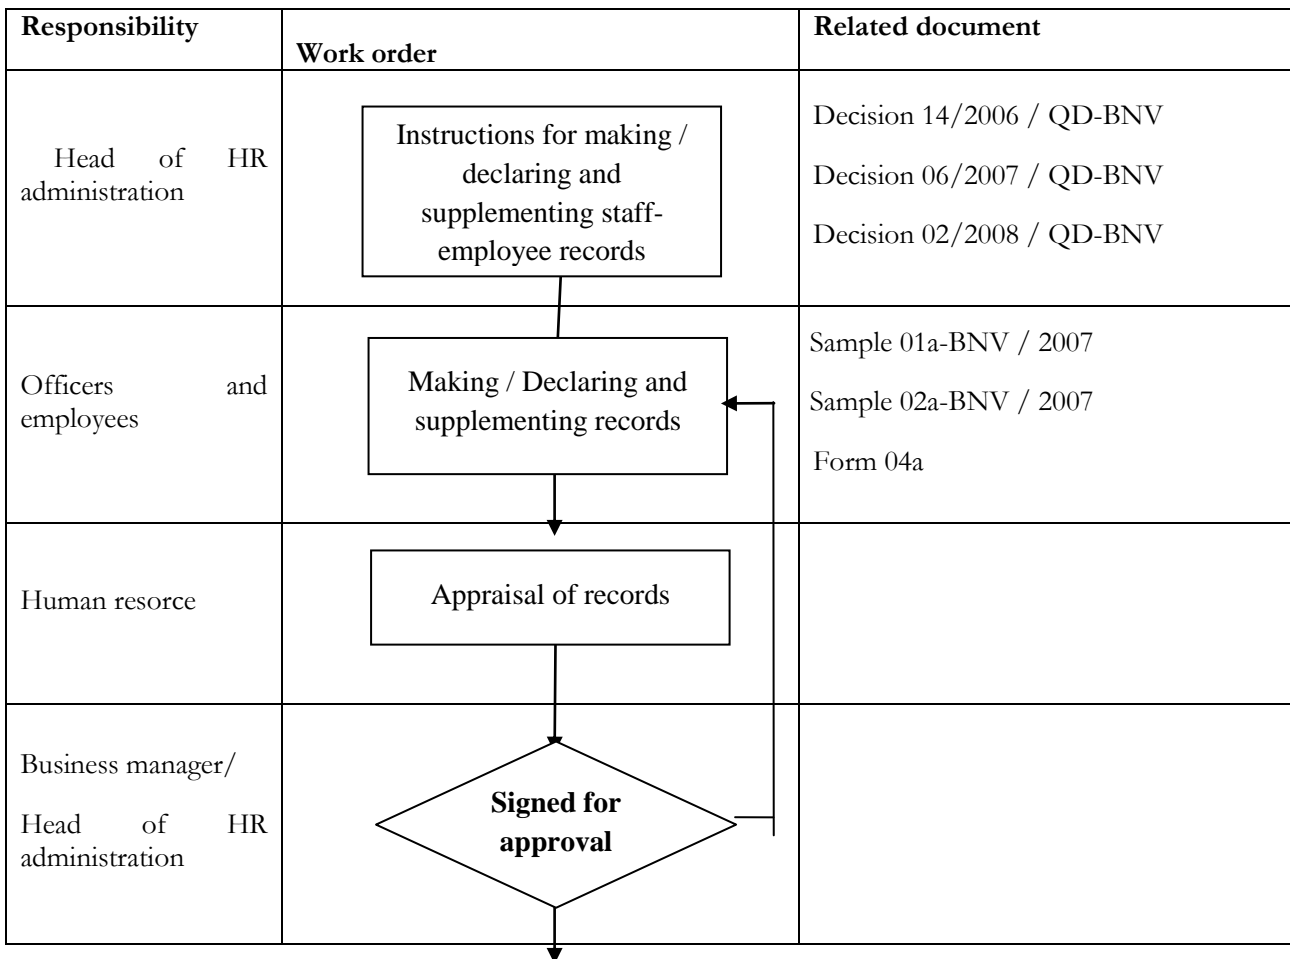 Responsibility
Work order
Related document
Head of HR
administration
Instructions for making /
declaring and
supplementing staff-
employee records
Decision 14/2006 / QD-BNV
Decision 06/2007 / QD-BNV
Decision 02/2008 / QD-BNV
Officers and
employees
Making / Declaring and
supplementing records
Sample 01a-BNV / 2007
Sample 02a-BNV / 2007
Form 04a
Human resorce
Appraisal of records
Business manager/
Head of HR
administration
Signed for
approval